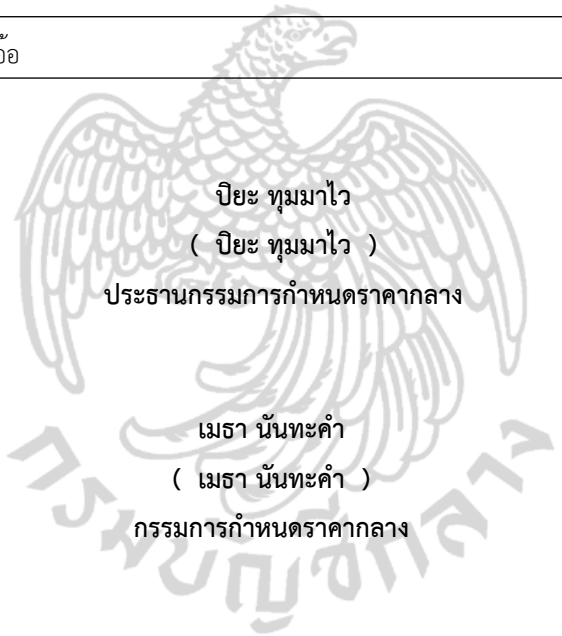 ปิยะ ทุมมาไว
( ปิยะ ทุมมาไว )
ประธานกรรมการกำหนดราคากลาง
เมธา นันทะคำ
( เมธา นันทะคำ )
กรรมการกำหนดราคากลาง
กรมบัญชีกลาง